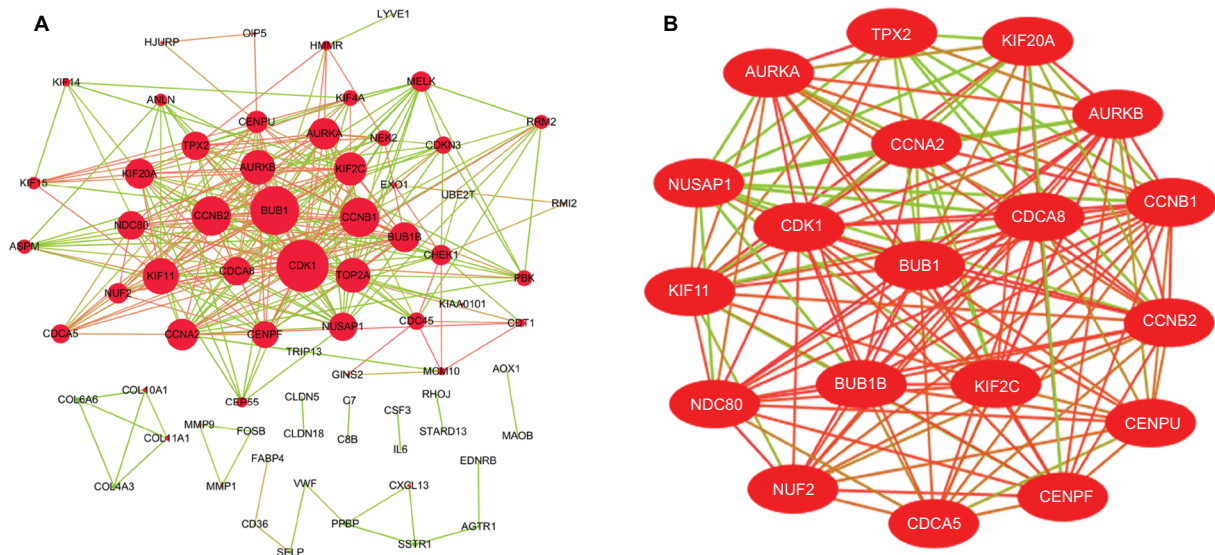 A
LYVE1
HJURP
OIP5
HMMR
KIF14
ANLN
KIF4A
MELK
CENPU
AURKA
NEK2
RRM2
TPX2
CDKN3
KIF15
KIF20A
AURKB
KIF2C
EXO1
UBE2T
RMI2
NDC80
CCNB2
BUB1
CCNB1
BUB1B
ASPM
CHEK1
KIF11
CDCA8
CDK1
TOP2A
PBK
NUF2
KIAA0101
CDCA5
CCNA2
CENPF
NUSAP1
CDC45
CDT1
TRIP13
GINS2
MCM10
AOX1
COL10A1
COL6A6
CEP55
CLDN5
C7
RHOJ
CSF3
MMP9
FOSB
COL11A1
CLDN18
C8B
STARD13
MAOB
IL6
FABP4
EDNRB
COL4A3
MMP1
VWF
CXCL13
CD36
PPBP
AGTR1
SELP
SSTR1
B
TPX2
KIF20A
AURKA
AURKB
CCNA2
NUSAP1
CCNB1
CDK1
CDCA8
BUB1
KIF11
CCNB2
BUB1B
KIF2C
NDC80
CENPU
NUF2
CENPF
CDCA5